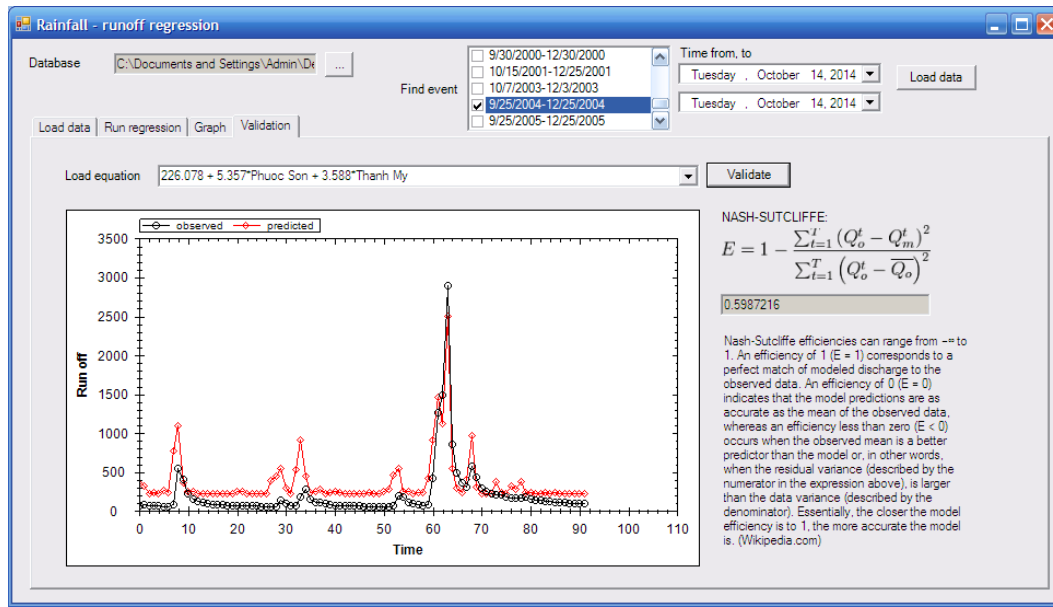 Rainfall - runoff regression
Database
C:\Documents and Settings\Admin\De
...
Find event
9/30/2000-12/30/2000
10/15/2001-12/25/2001
10/7/2003-12/3/2003
9/25/2004-12/25/2004
9/25/2005-12/25/2005
Time from, to
Tuesday , October 14, 2014
Tuesday , October 14, 2014
Load data
Load data Run regression Graph Validation
Load equation
226.078 + 5.357*Phuoc Son + 3.588*Thanh My
Validate
observed predicted
3500
3000
2500
2000
1500
1000
500
0
Run off
0 10 20 30 40 50 60 70 80 90 100 110
Time
NASH-SUTCLIFFE:
E = 1 - \frac{\sum_{t=1}^{T} (Q_o^t - Q_m^t)^2}{\sum_{t=1}^{T} (Q_o^t - \overline{Q_o})^2}
0.5987216
Nash-Sutcliffe efficiencies can range from -∞ to
1. An efficiency of 1 (E = 1) corresponds to a
perfect match of modeled discharge to the
observed data. An efficiency of 0 (E = 0)
indicates that the model predictions are as
accurate as the mean of the observed data,
whereas an efficiency less than zero (E < 0)
occurs when the observed mean is a better
predictor than the model or, in other words,
when the residual variance (described by the
numerator in the expression above), is larger
than the data variance (described by the
denominator). Essentially, the closer the model
efficiency is to 1, the more accurate the model
is. (Wikipedia.com)